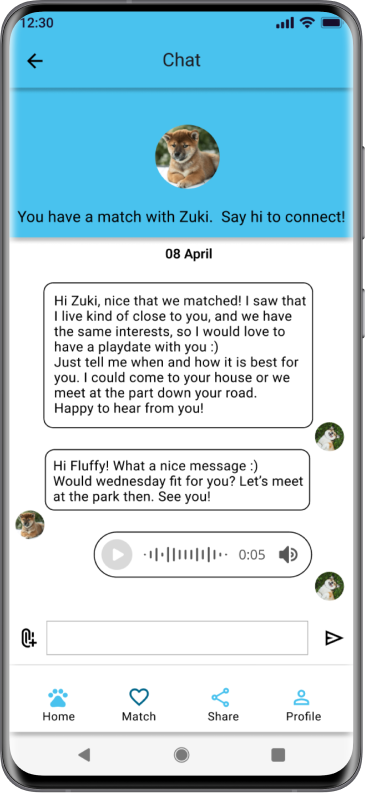 12:30
Chat
You have a match with Zuki.  Say hi to connect!
08 April
Hi Zuki, nice that we matched! I saw that
I live kind of close to you, and we have
the same interests, so I would love to
have a playdate with you :)
Just tell me when and how it is best for
you. I could come to your house or we
meet at the part down your road.
Happy to hear from you!
Hi Fluffy! What a nice message :)
Would wednesday fit for you? Let's meet
at the park then. See you!
0:05
Home
Match
Share
Profile